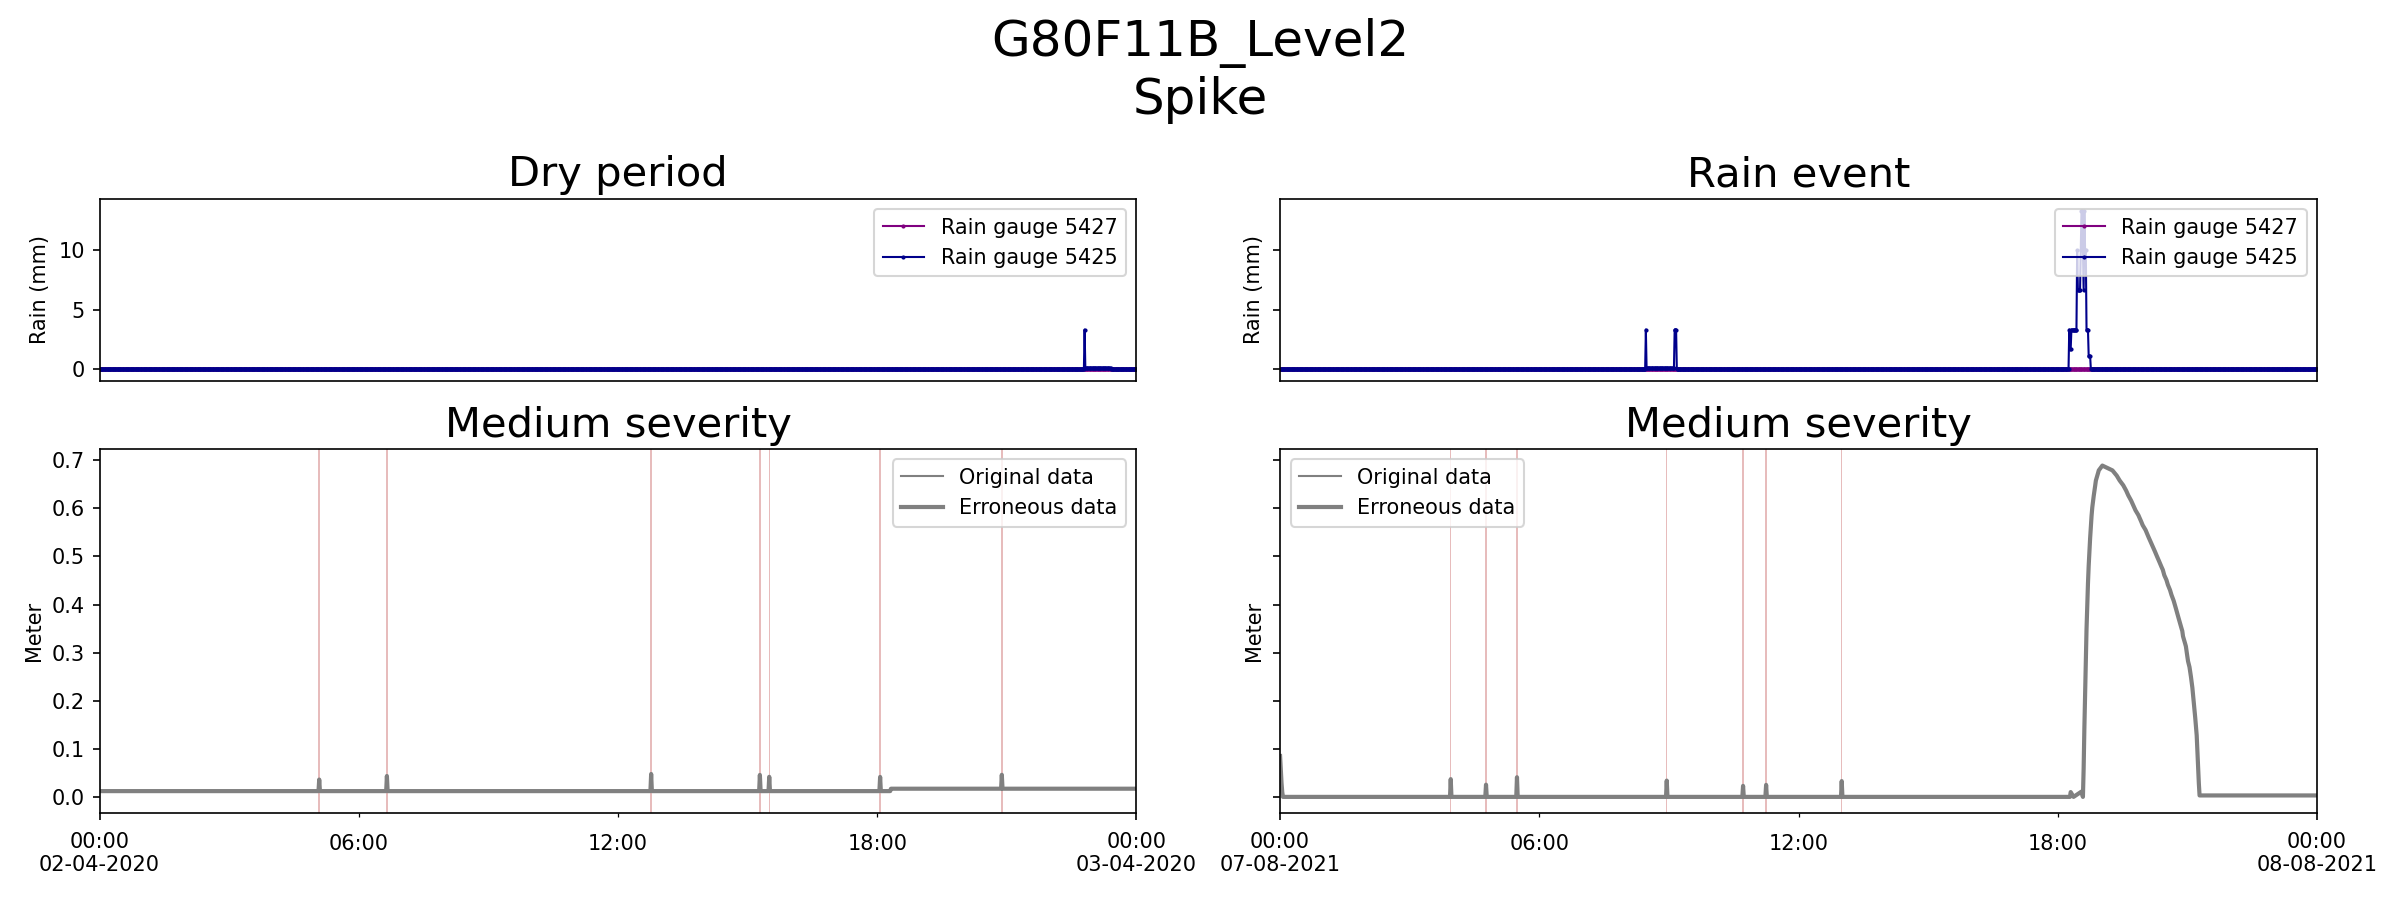 G80F11B_Level2
Spike
Dry period
Rain event
Rain (mm)
10
5
0
Rain gauge 5427
Rain gauge 5425
Rain (mm)
Rain gauge 5427
Rain gauge 5425
Medium severity
Medium severity
Meter
0.7
0.6
0.5
0.4
0.3
0.2
0.1
0.0
Original data
Erroneous data
Meter
Original data
Erroneous data
00:00
02-04-2020
06:00
12:00
18:00
00:00
03-04-2020
00:00
07-08-2021
06:00
12:00
18:00
00:00
08-08-2021